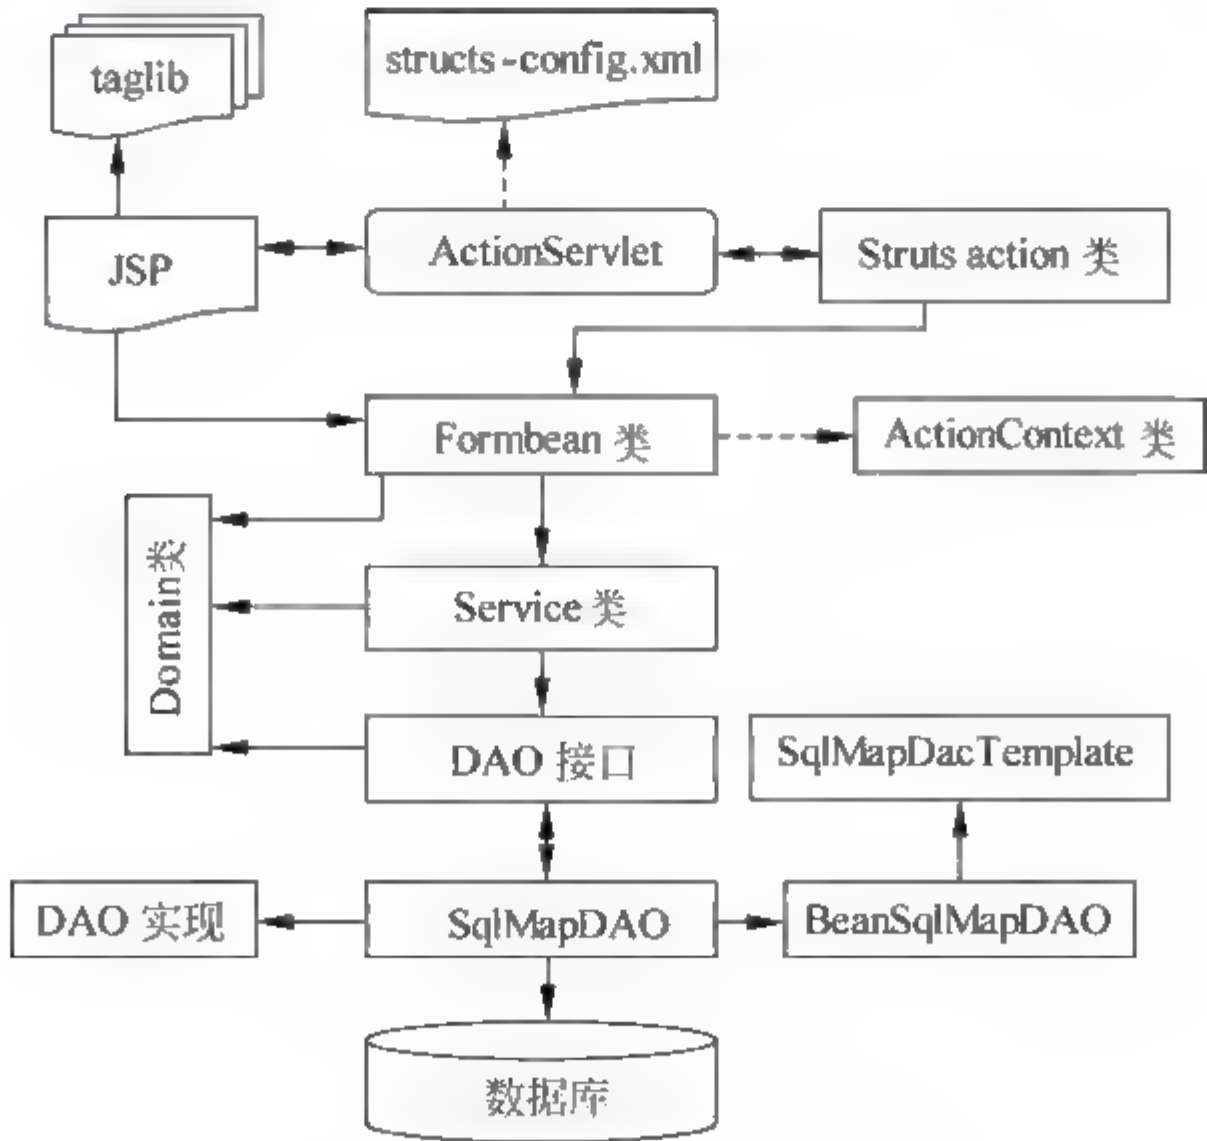 taglib
structs-config.xml
JSP
ActionServlet
Struts action 类
Formbean 类
ActionContext 类
Domain类
Service 类
DAO 接口
SqlMapDacTemplate
DAO 实现
SqlMapDAO
BeanSqlMapDAO
数据库